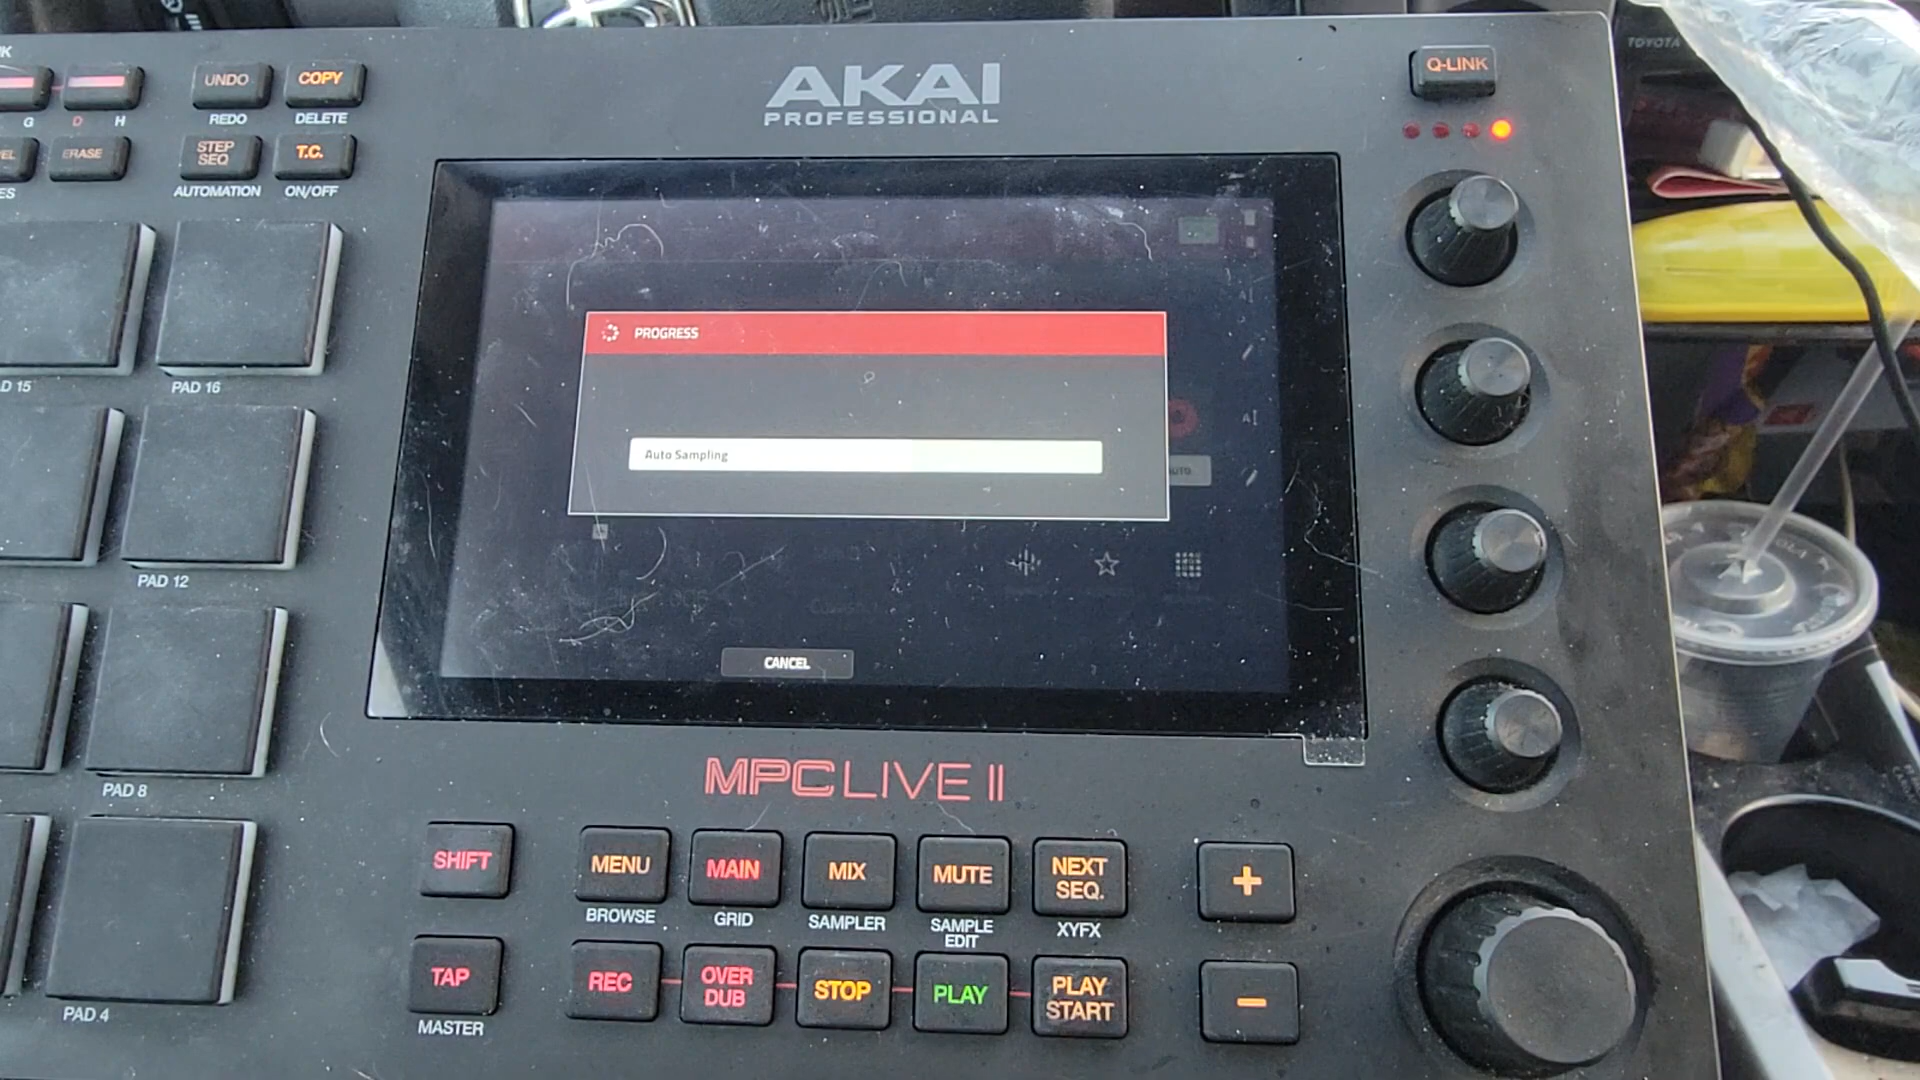 AKAI
PROFESSIONAL
TOYOTA
Q-LINK
UNDO
COPY
G
D
H
REDO
DELETE
ERASE
STEP
SEQ
T.C.
AUTOMATION
ON/OFF
PROGRESS
Auto Sampling
CANCEL
PAD 16
PAD 12
PAD 8
PAD 4
MPC LIVE II
SHIFT
MENU
MAIN
MIX
MUTE
NEXT
SEQ.
+
BROWSE
GRID
SAMPLER
SAMPLE
EDIT
XYFX
TAP
REC
OVER
DUB
STOP
PLAY
PLAY
START
−
MASTER